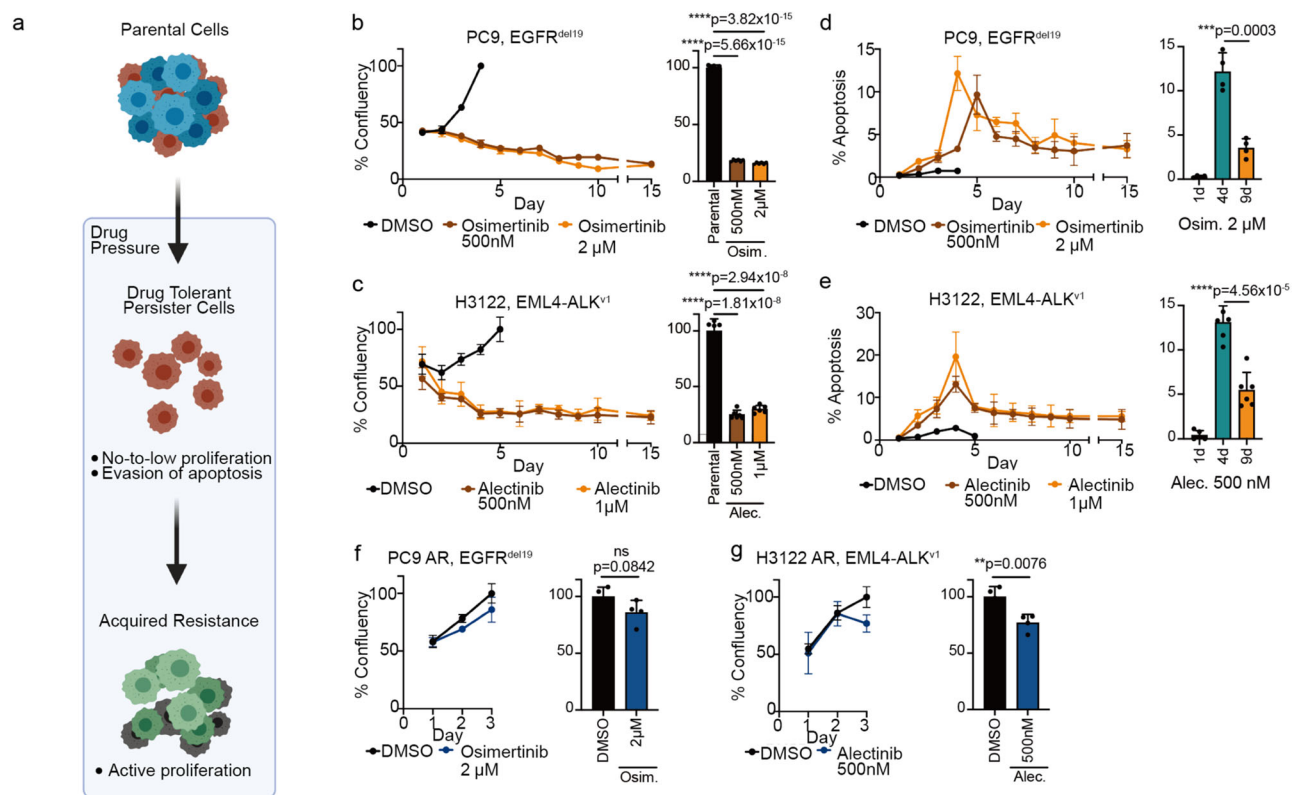 a
Parental Cells
Drug
Pressure
Drug Tolerant
Persister Cells
● No-to-low proliferation
● Evasion of apoptosis
Acquired Resistance
● Active proliferation
b
PC9, EGFRdel19
% Confluency
100
50
0
0 5 10 15
Day
DMSO
Osimertinib
500nM
Osimertinib
2 µM
****p=3.82x10-15
****p=5.66x10-15
100
50
0
Parental
500nM
2µM
Osim.
c
H3122, EML4-ALKv1
% Confluency
100
50
0
0 5 10 15
Day
DMSO
Alectinib
500nM
Alectinib
1µM
****p=2.94x10-8
****p=1.81x10-8
100
50
0
Parental
500nM
1µM
Alec.
d
PC9, EGFRdel19
% Apoptosis
15
10
5
0
0 5 10 15
Day
DMSO
Osimertinib
500nM
Osimertinib
2 µM
***p=0.0003
15
10
5
0
1d
4d
9d
Osim. 2 µM
e
H3122, EML4-ALKv1
% Apoptosis
30
20
10
0
0 5 10 15
Day
DMSO
Alectinib
500nM
Alectinib
1µM
****p=4.56x10-5
15
10
5
0
1d
4d
9d
Alec. 500 nM
f
PC9 AR, EGFRdel19
% Confluency
100
50
0
0 1 2 3
Day
DMSO
Osimertinib
2 µM
ns
p=0.0842
100
50
0
DMSO
2µM
Osim.
g
H3122 AR, EML4-ALKv1
% Confluency
100
50
0
0 1 2 3
Day
DMSO
Alectinib
500nM
**p=0.0076
100
50
0
DMSO
500nM
Alec.